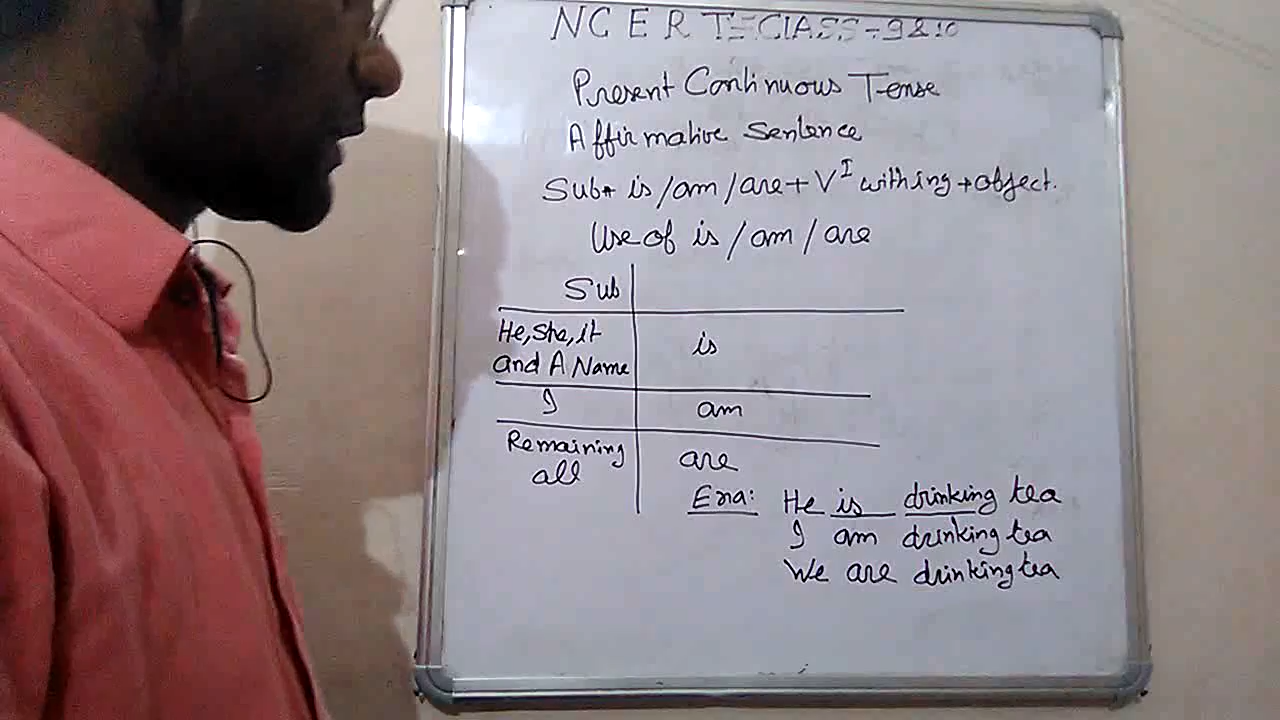 NCERT CLASS - 9 & 10
Present Continuous Tense
Affirmative Sentence
Sub + is / am / are + V^I with ing + object.
Use of is / am / are
Sub
He, She, it
and A Name
is
I
am
Remaining
all
are
Exa: He is drinking tea
I am drinking tea
We are drinking tea